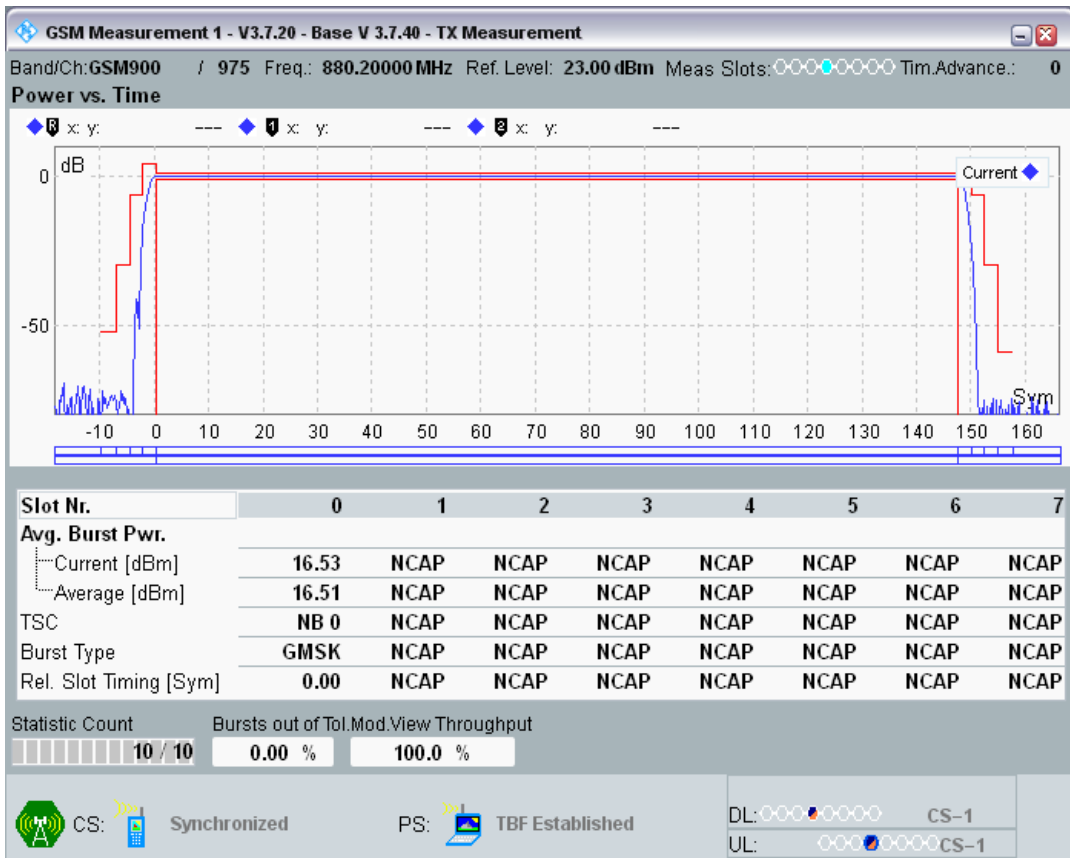 GSM Measurement 1 - V3.7.20 - Base V 3.7.40 - TX Measurement
Band/Ch:GSM900 / 975 Freq.: 880.20000 MHz Ref. Level: 23.00 dBm Meas Slots: Tim.Advance.: 0
Power vs. Time
R x: y: --- 1 x: y: --- 2 x: y: ---
dB
Current
0
-50
Sym
-10 0 10 20 30 40 50 60 70 80 90 100 110 120 130 140 150 160
Slot Nr. 0 1 2 3 4 5 6 7
Avg. Burst Pwr.
Current [dBm] 16.53 NCAP NCAP NCAP NCAP NCAP NCAP NCAP
Average [dBm] 16.51 NCAP NCAP NCAP NCAP NCAP NCAP NCAP
TSC NB 0 NCAP NCAP NCAP NCAP NCAP NCAP NCAP
Burst Type GMSK NCAP NCAP NCAP NCAP NCAP NCAP NCAP
Rel. Slot Timing [Sym] 0.00 NCAP NCAP NCAP NCAP NCAP NCAP NCAP
Statistic Count Bursts out of Tol.Mod.View Throughput
10 / 10 0.00 % 100.0 %
CS: Synchronized PS: TBF Established
DL: CS-1
UL: CS-1